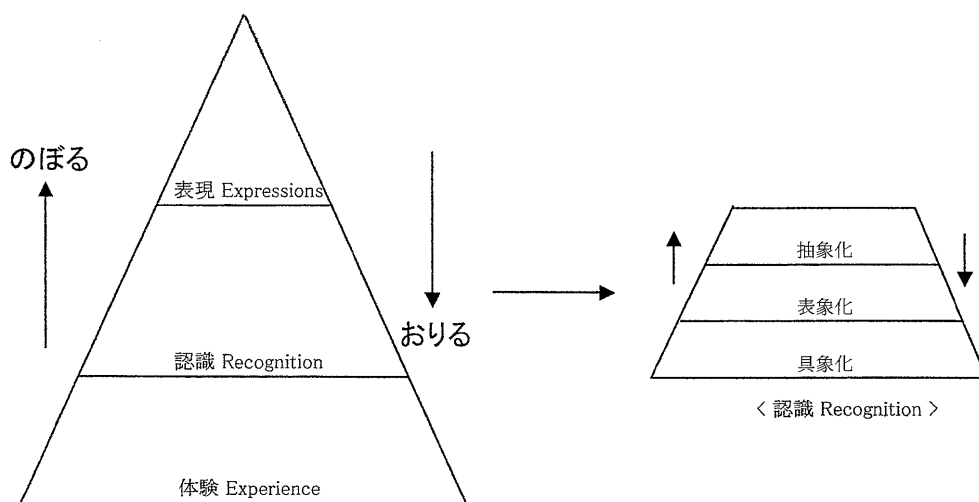 のぼる
表現 Expressions
おりる
認識 Recognition
体験 Experience
抽象化
表象化
具象化
< 認識 Recognition >